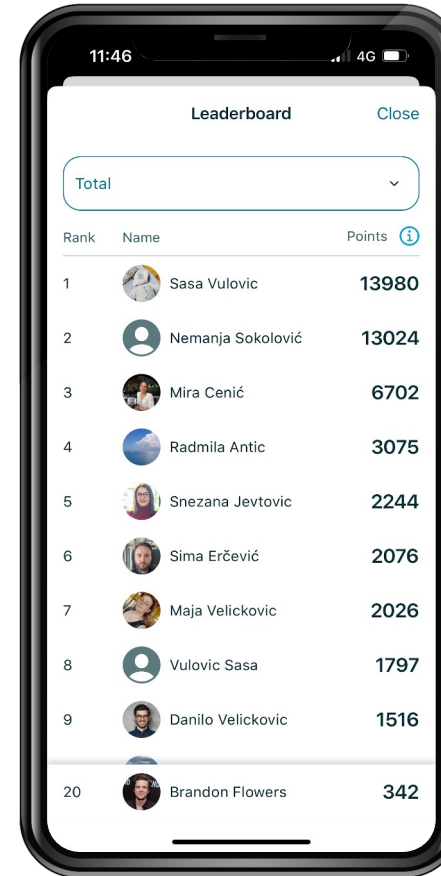 11:46 4G
Leaderboard Close
Total
Rank Name Points i
1 Sasa Vulovic 13980
2 Nemanja Sokolović 13024
3 Mira Cenić 6702
4 Radmila Antic 3075
5 Snezana Jevtovic 2244
6 Sima Erčević 2076
7 Maja Velickovic 2026
8 Vulovic Sasa 1797
9 Danilo Velickovic 1516
20 Brandon Flowers 342